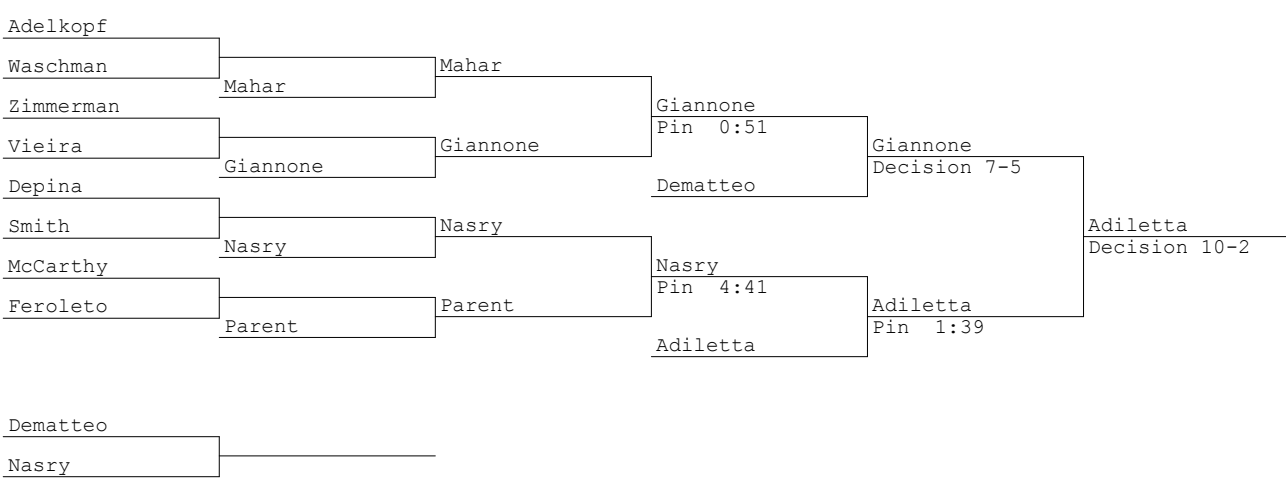 Adelkopf
Waschman
Mahar
Mahar
Zimmerman
Giannone
Pin 0:51
Vieira
Giannone
Giannone
Giannone
Decision 7-5
Depina
Dematteo
Smith
Nasry
Nasry
Adiletta
Decision 10-2
McCarthy
Nasry
Pin 4:41
Feroleto
Parent
Parent
Adiletta
Pin 1:39
Adiletta
Dematteo
Nasry